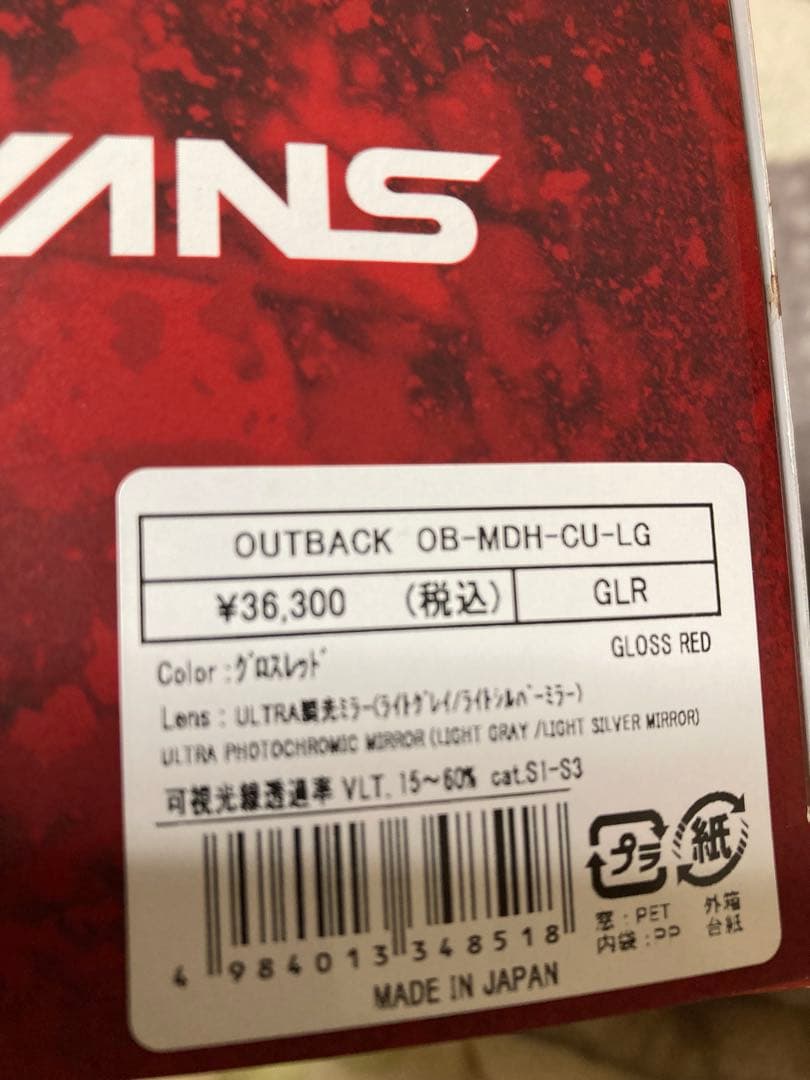 WANS
OUTBACK OB-MDH-CU-LG
¥36,300 (税込) GLR
GLOSS RED
Color:グロスレッド
Lens:ULTRA調光ミラー(ライトグレイ/ライトシルバーミラー)
ULTRA PHOTOCHROMIC MIRROR (LIGHT GRAY /LIGHT SILVER MIRROR)
可視光線透過率 VLT. 15~60% cat.S1-S3
4 984013 348518
MADE IN JAPAN
プラ
紙
窓:PET
内袋:PP
外箱
台紙